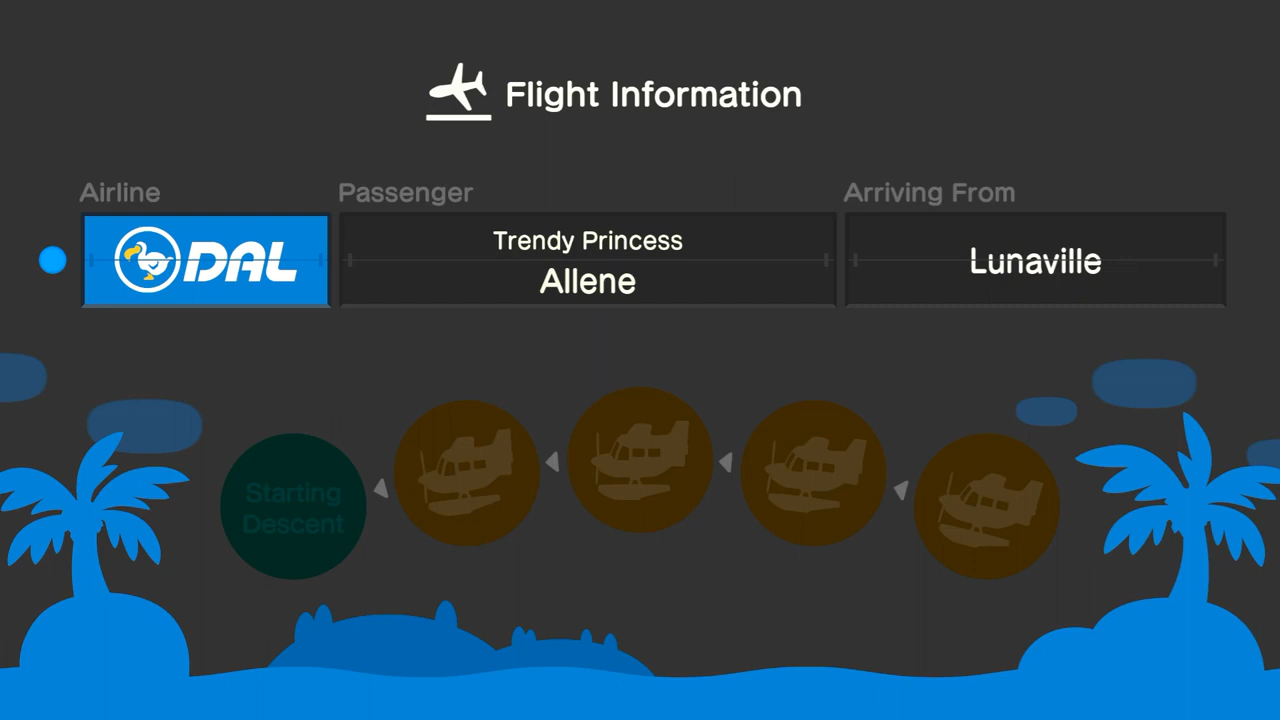 Flight Information
Airline
Passenger
Arriving From
DAL
Trendy Princess
Allene
Lunaville
Starting
Descent